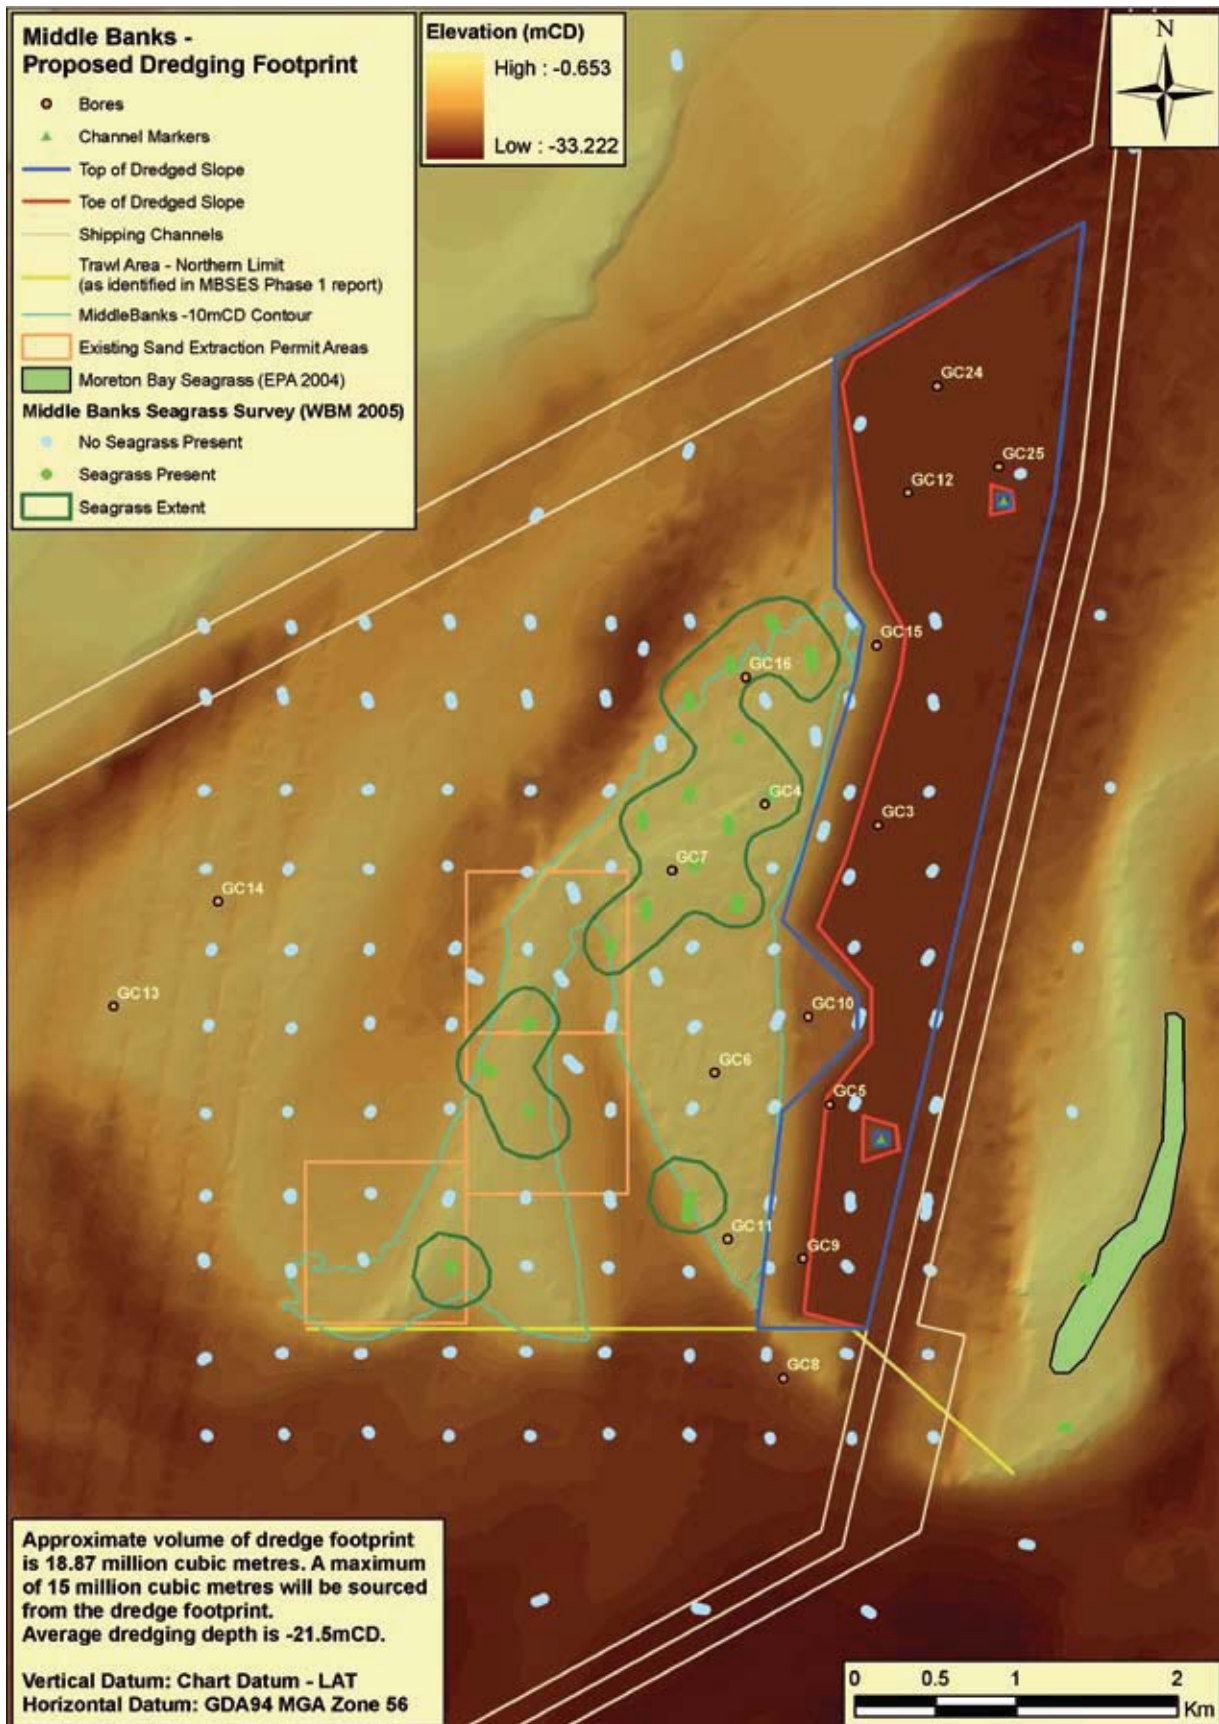 Middle Banks -
Proposed Dredging Footprint
Bores
Channel Markers
Top of Dredged Slope
Toe of Dredged Slope
Shipping Channels
Trawl Area - Northern Limit
(as identified in MBSES Phase 1 report)
MiddleBanks -10mCD Contour
Existing Sand Extraction Permit Areas
Moreton Bay Seagrass (EPA 2004)
Middle Banks Seagrass Survey (WBM 2005)
No Seagrass Present
Seagrass Present
Seagrass Extent
Elevation (mCD)
High : -0.653
Low : -33.222
N
GC24
GC25
GC12
GC15
GC16
GC4
GC3
GC7
GC14
GC13
GC10
GC6
GC5
GC11
GC9
GC8
Approximate volume of dredge footprint
is 18.87 million cubic metres. A maximum
of 15 million cubic metres will be sourced
from the dredge footprint.
Average dredging depth is -21.5mCD.
Vertical Datum: Chart Datum - LAT
Horizontal Datum: GDA94 MGA Zone 56
0 0.5 1 2
Km